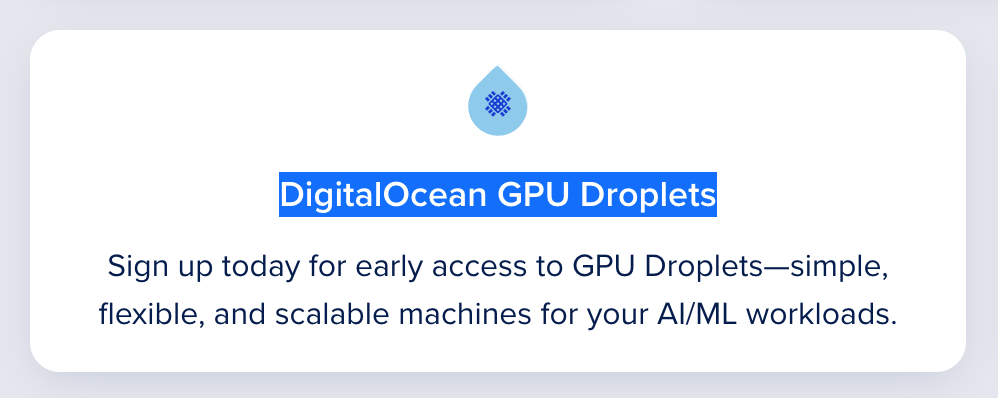 DigitalOcean GPU Droplets
Sign up today for early access to GPU Droplets—simple,
flexible, and scalable machines for your AI/ML workloads.